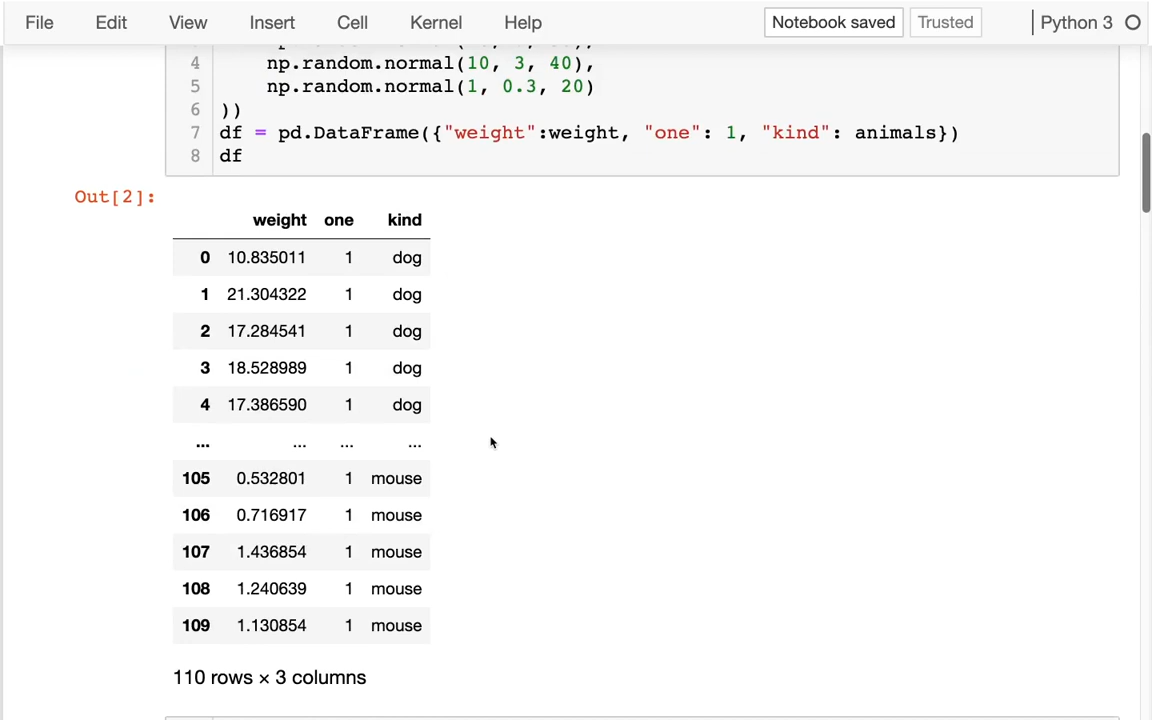 File Edit View Insert Cell Kernel Help Notebook saved Trusted Python 3
4 np.random.normal(10, 3, 40),
5 np.random.normal(1, 0.3, 20)
6 ))
7 df = pd.DataFrame({"weight":weight, "one": 1, "kind": animals})
8 df
Out[2]:
weight one kind
0 10.835011 1 dog
1 21.304322 1 dog
2 17.284541 1 dog
3 18.528989 1 dog
4 17.386590 1 dog
... ... ... ...
105 0.532801 1 mouse
106 0.716917 1 mouse
107 1.436854 1 mouse
108 1.240639 1 mouse
109 1.130854 1 mouse
110 rows × 3 columns